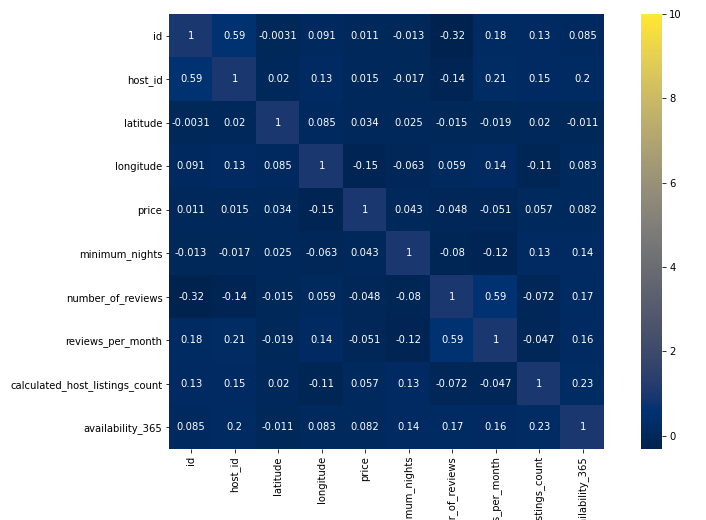 id 1 0.59 -0.0031 0.091 0.011 -0.013 -0.32 0.18 0.13 0.085
host_id 0.59 1 0.02 0.13 0.015 -0.017 -0.14 0.21 0.15 0.2
latitude -0.0031 0.02 1 0.085 0.034 0.025 -0.015 -0.019 0.02 -0.011
longitude 0.091 0.13 0.085 1 -0.15 -0.063 0.059 0.14 -0.11 0.083
price 0.011 0.015 0.034 -0.15 1 0.043 -0.048 -0.051 0.057 0.082
minimum_nights -0.013 -0.017 0.025 -0.063 0.043 1 -0.08 -0.12 0.13 0.14
number_of_reviews -0.32 -0.14 -0.015 0.059 -0.048 -0.08 1 0.59 -0.072 0.17
reviews_per_month 0.18 0.21 -0.019 0.14 -0.051 -0.12 0.59 1 -0.047 0.16
calculated_host_listings_count 0.13 0.15 0.02 -0.11 0.057 0.13 -0.072 -0.047 1 0.23
availability_365 0.085 0.2 -0.011 0.083 0.082 0.14 0.17 0.16 0.23 1
id
host_id
latitude
longitude
price
mum_nights
r_of_reviews
s_per_month
stings_count
ilability_365
10
8
6
4
2
0